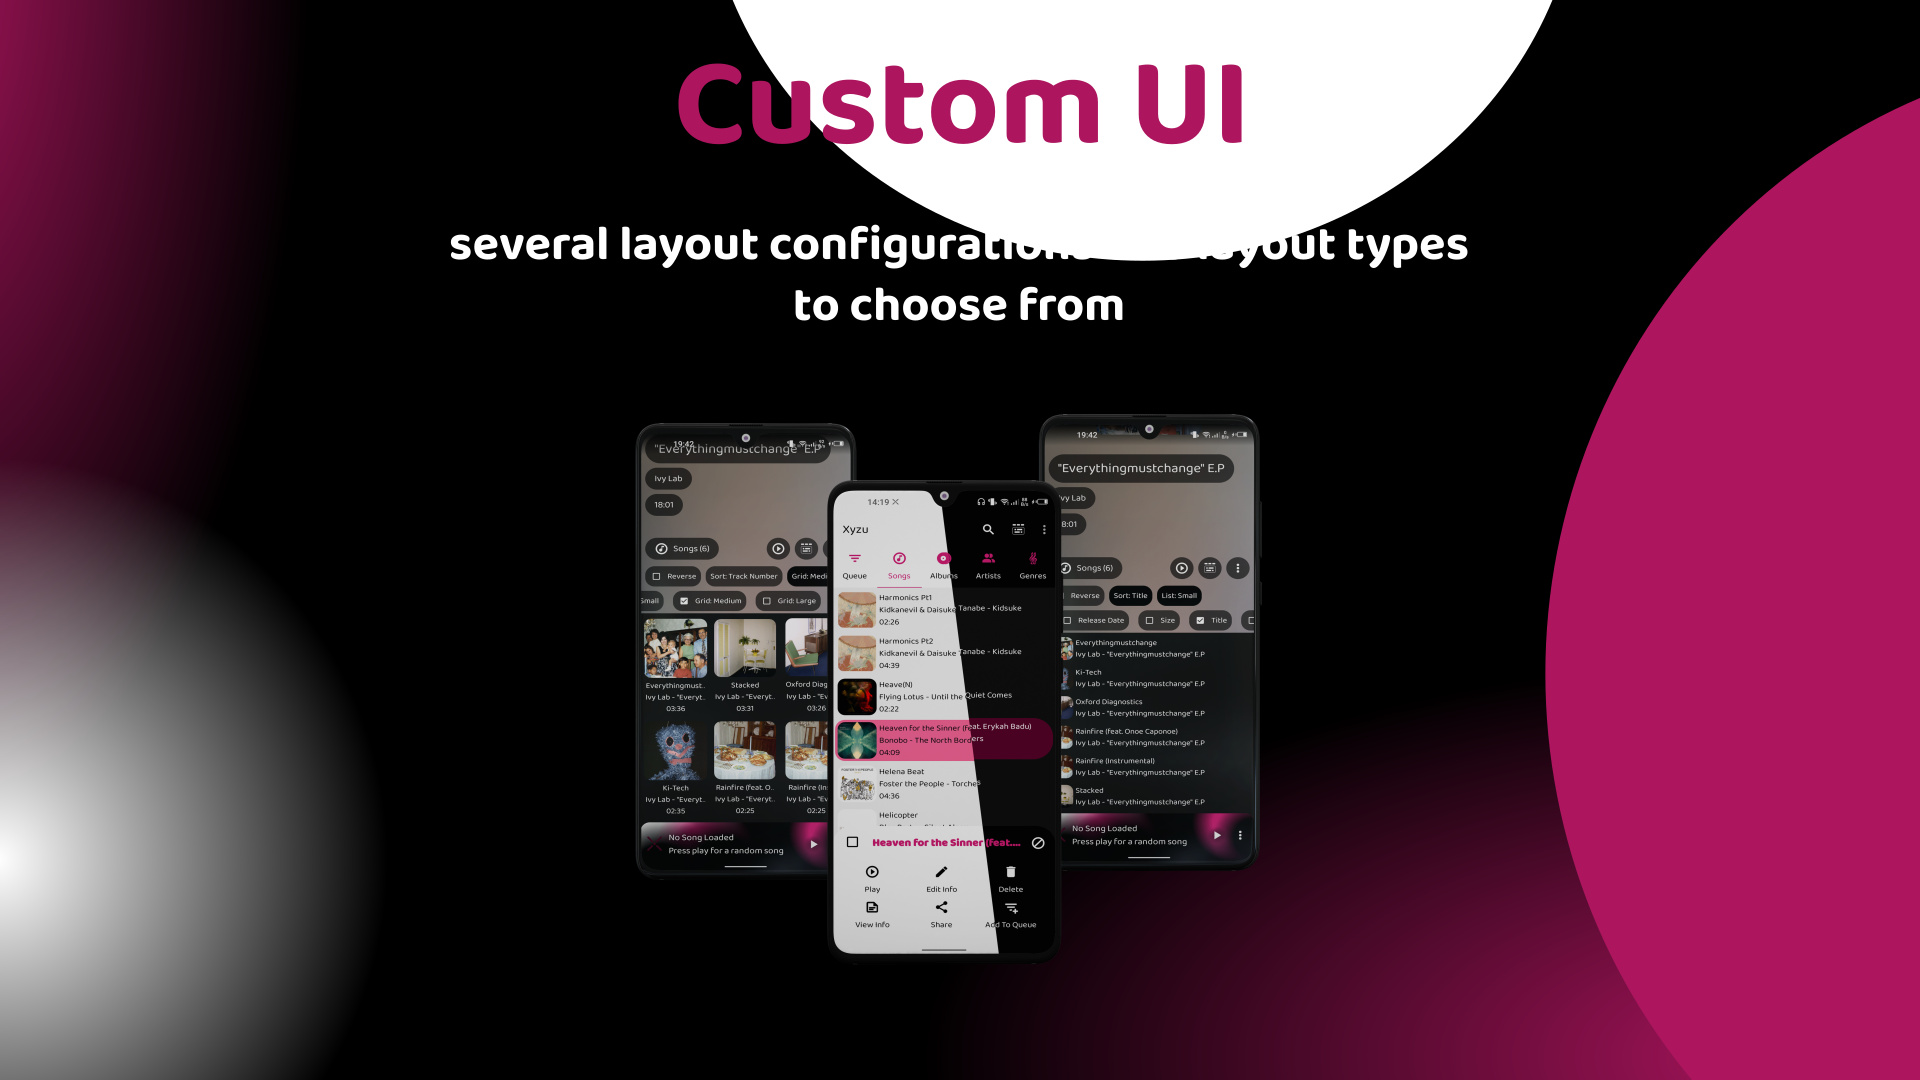 Custom UI
several layout configurations layout types
to choose from
19:42
"Everythingmustchange" E.P
Ivy Lab
18:01
Songs (6)
Reverse
Sort: Track Number
Grid: Medi
Small
Grid: Medium
Grid: Large
Everythingmust..
Stacked
Oxford Diag
Ivy Lab - "Everyt..
Ivy Lab - "Everyt..
Ivy Lab - "Ev
03:36
03:31
03:26
Ki-Tech
Rainfire (feat. O..
Rainfire (In
Ivy Lab - "Everyt..
Ivy Lab - "Everyt..
Ivy Lab - "Ev
02:35
02:25
02:25
No Song Loaded
Press play for a random song
14:19
Xyzu
Queue
Songs
Albums
Artists
Genres
Harmonics Pt1
Kidkanevil & Daisuke Tanabe - Kidsuke
02:26
Harmonics Pt2
Kidkanevil & Daisuke Tanabe - Kidsuke
04:39
Heave(N)
Flying Lotus - Until the Quiet Comes
02:22
Heaven for the Sinner (feat. Erykah Badu)
Bonobo - The North Borders
04:09
Helena Beat
Foster the People - Torches
04:36
Helicopter
Heaven for the Sinner (feat....
Play
Edit Info
Delete
View Info
Share
Add To Queue
19:42
"Everythingmustchange" E.P
vy Lab
8:01
Songs (6)
Reverse
Sort: Title
List: Small
Release Date
Size
Title
Everythingmustchange
Ivy Lab - "Everythingmustchange" E.P
Ki-Tech
Ivy Lab - "Everythingmustchange" E.P
Oxford Diagnostics
Ivy Lab - "Everythingmustchange" E.P
Rainfire (feat. Onoe Caponoe)
Ivy Lab - "Everythingmustchange" E.P
Rainfire (Instrumental)
Ivy Lab - "Everythingmustchange" E.P
Stacked
Ivy Lab - "Everythingmustchange" E.P
No Song Loaded
Press play for a random song